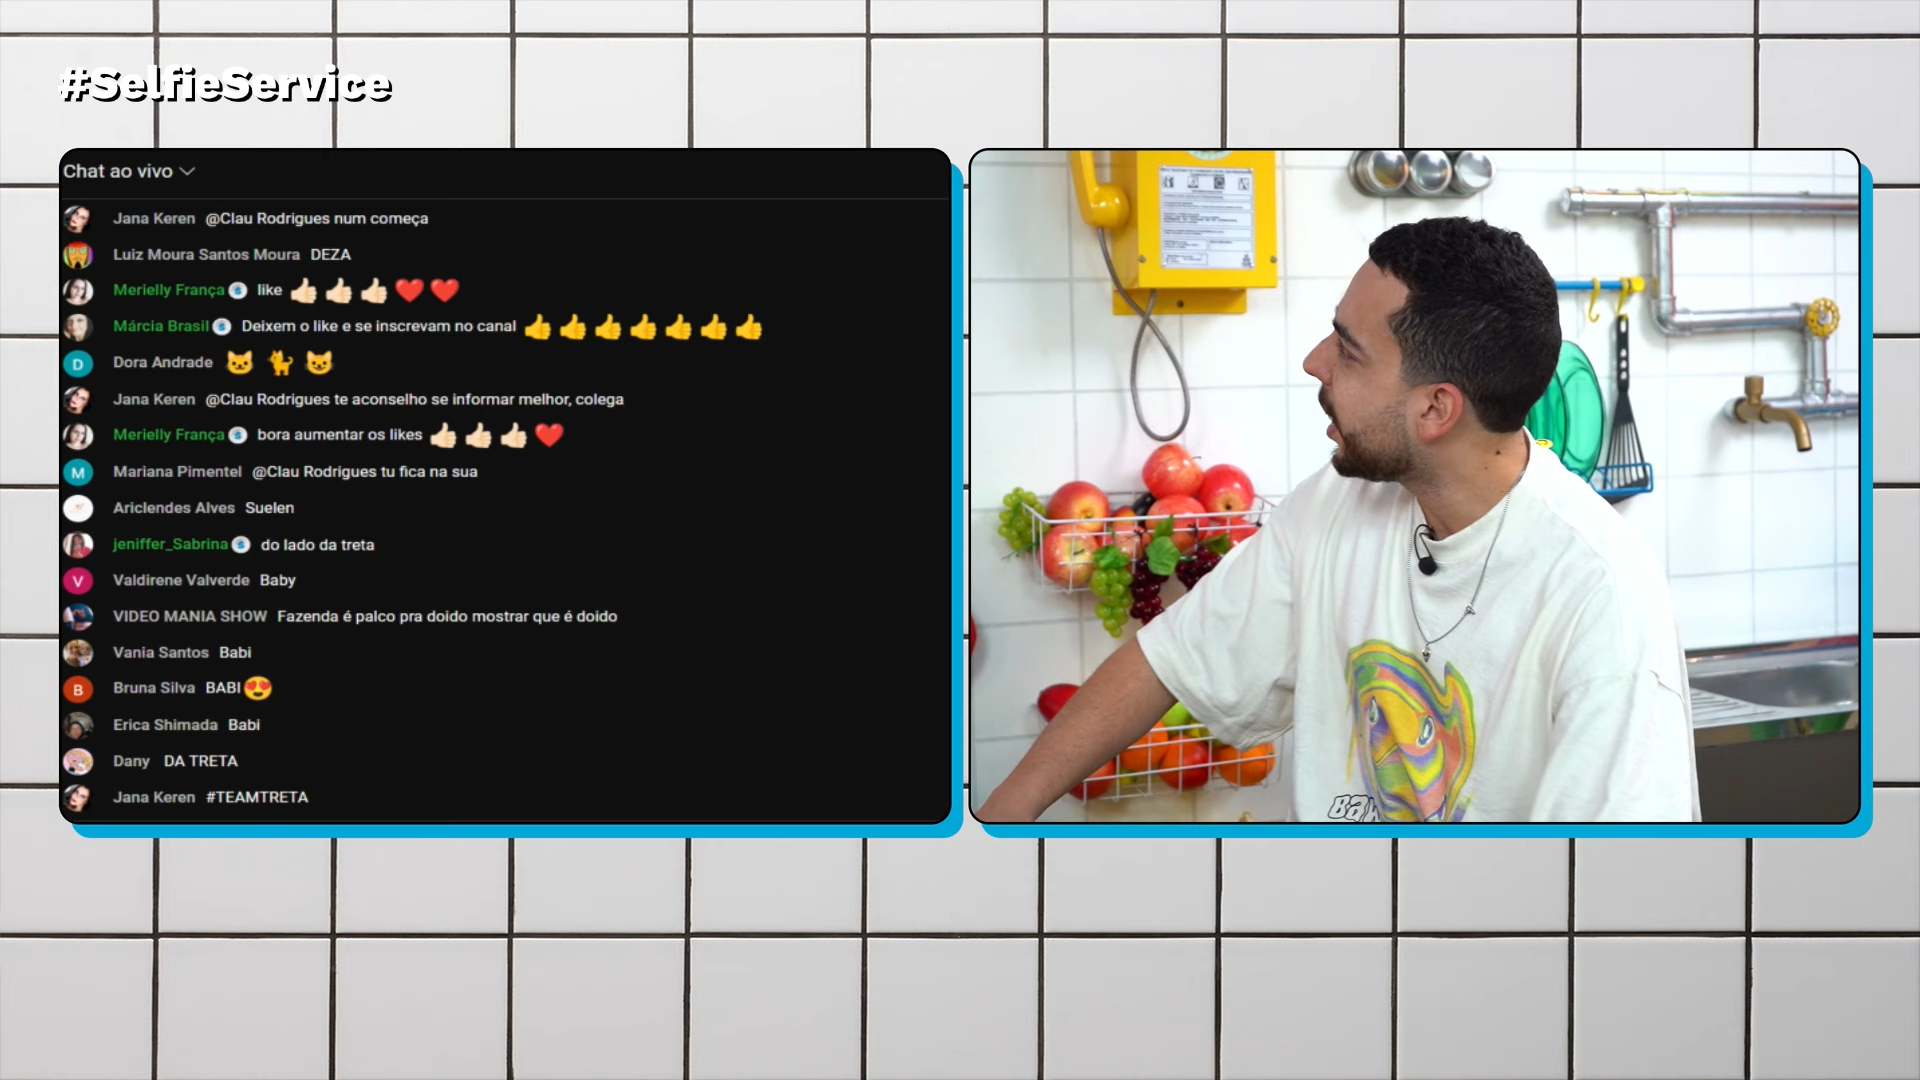 #SelfieService
Chat ao vivo
Jana Keren @Clau Rodrigues num começa
Luiz Moura Santos Moura DEZA
Merielly França like 👍🏻👍🏻👍🏻❤️❤️
Márcia Brasil Deixem o like e se inscrevam no canal 👍👍👍👍👍👍👍
D Dora Andrade 🐱🐈😺
Jana Keren @Clau Rodrigues te aconselho se informar melhor, colega
Merielly França bora aumentar os likes 👍🏻👍🏻👍🏻❤️
M Mariana Pimentel @Clau Rodrigues tu fica na sua
Ariclendes Alves Suelen
jeniffer_Sabrina do lado da treta
V Valdirene Valverde Baby
VIDEO MANIA SHOW Fazenda é palco pra doido mostrar que é doido
Vania Santos Babi
B Bruna Silva BABI😍
Erica Shimada Babi
Dany DA TRETA
Jana Keren #TEAMTRETA